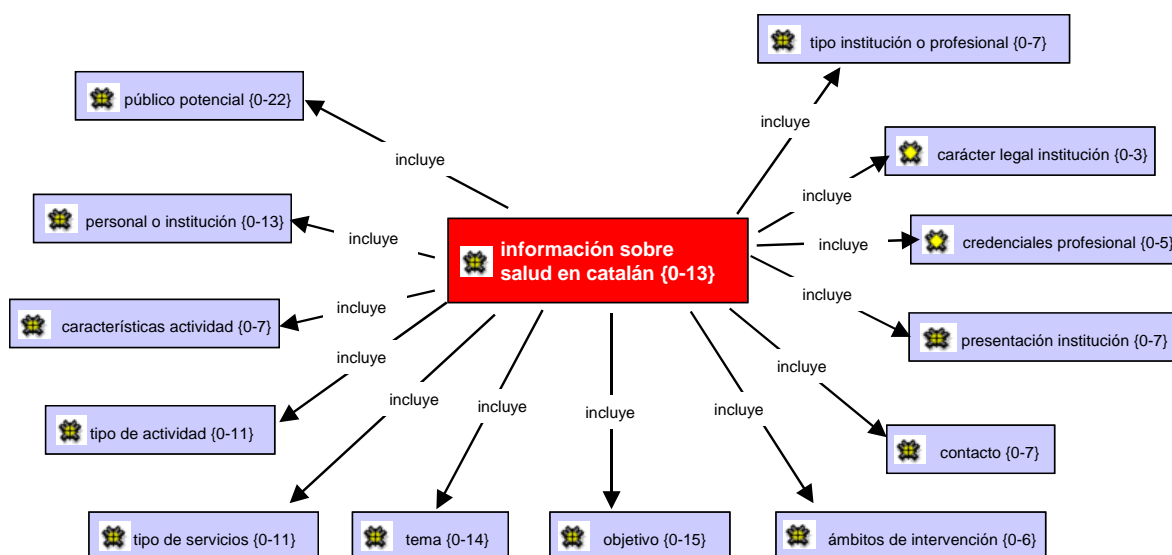 tipo institución o profesional {0-7}
público potencial {0-22}
incluye
carácter legal institución {0-3}
incluye
incluye
personal o institución {0-13}
incluye
incluye
credenciales profesional {0-5}
información sobre
salud en catalán {0-13}
incluye
incluye
características actividad {0-7}
presentación institución {0-7}
incluye
incluye
incluye
incluye
incluye
incluye
tipo de actividad {0-11}
contacto {0-7}
tipo de servicios {0-11}
tema {0-14}
objetivo {0-15}
ámbitos de intervención {0-6}